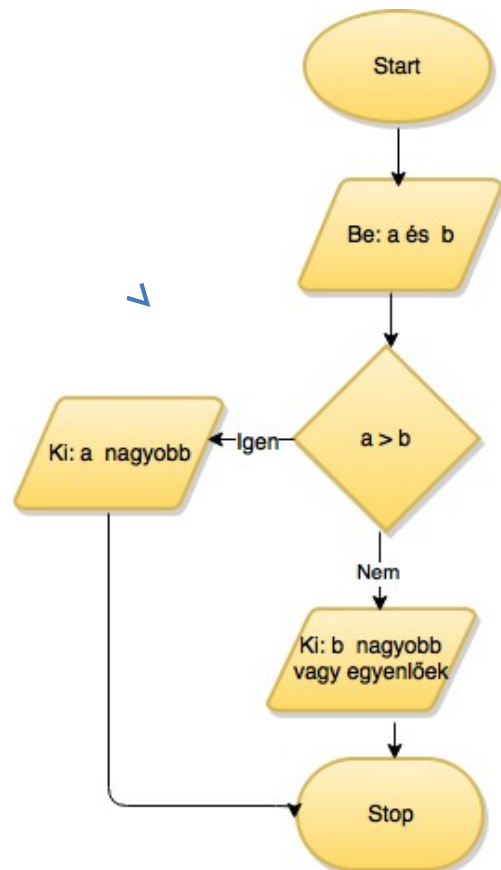 Start
Be: a és b
a > b
Igen
Ki: a nagyobb
Nem
Ki: b nagyobb
vagy egyenlőek
Stop